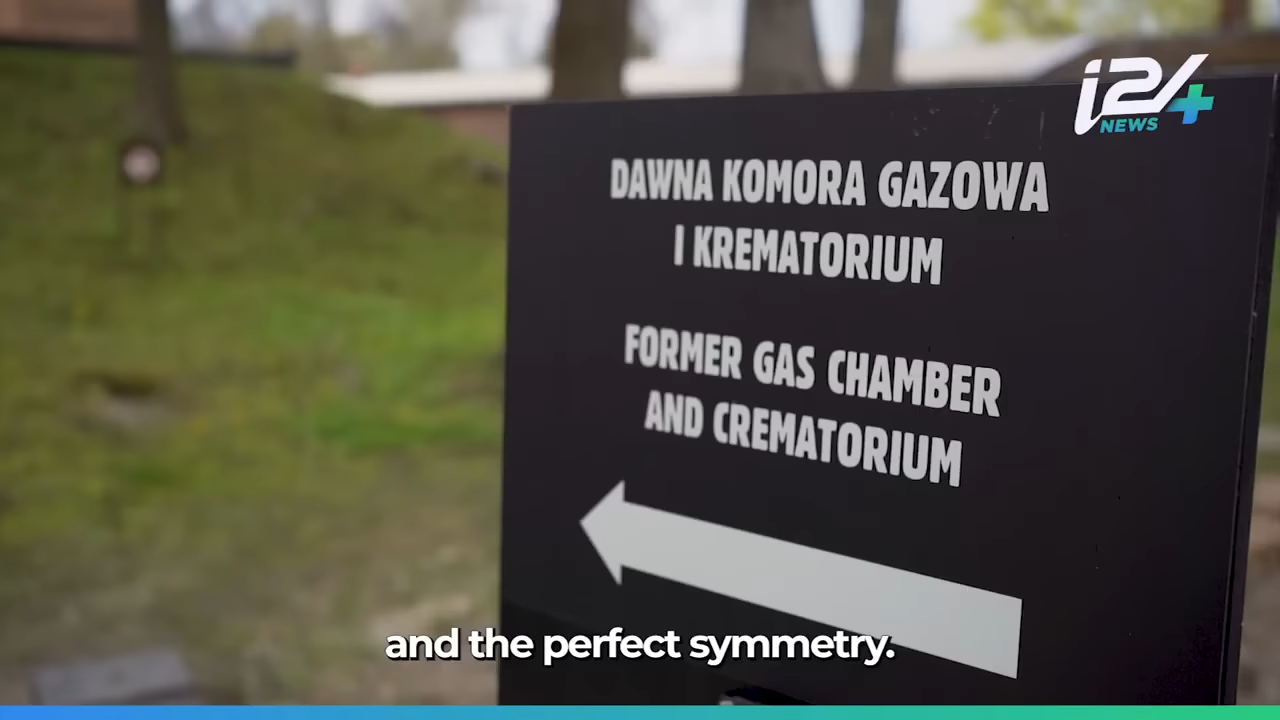 i24
NEWS
DAWNA KOMORA GAZOWA
I KREMATORIUM
FORMER GAS CHAMBER
AND CREMATORIUM
and the perfect symmetry.